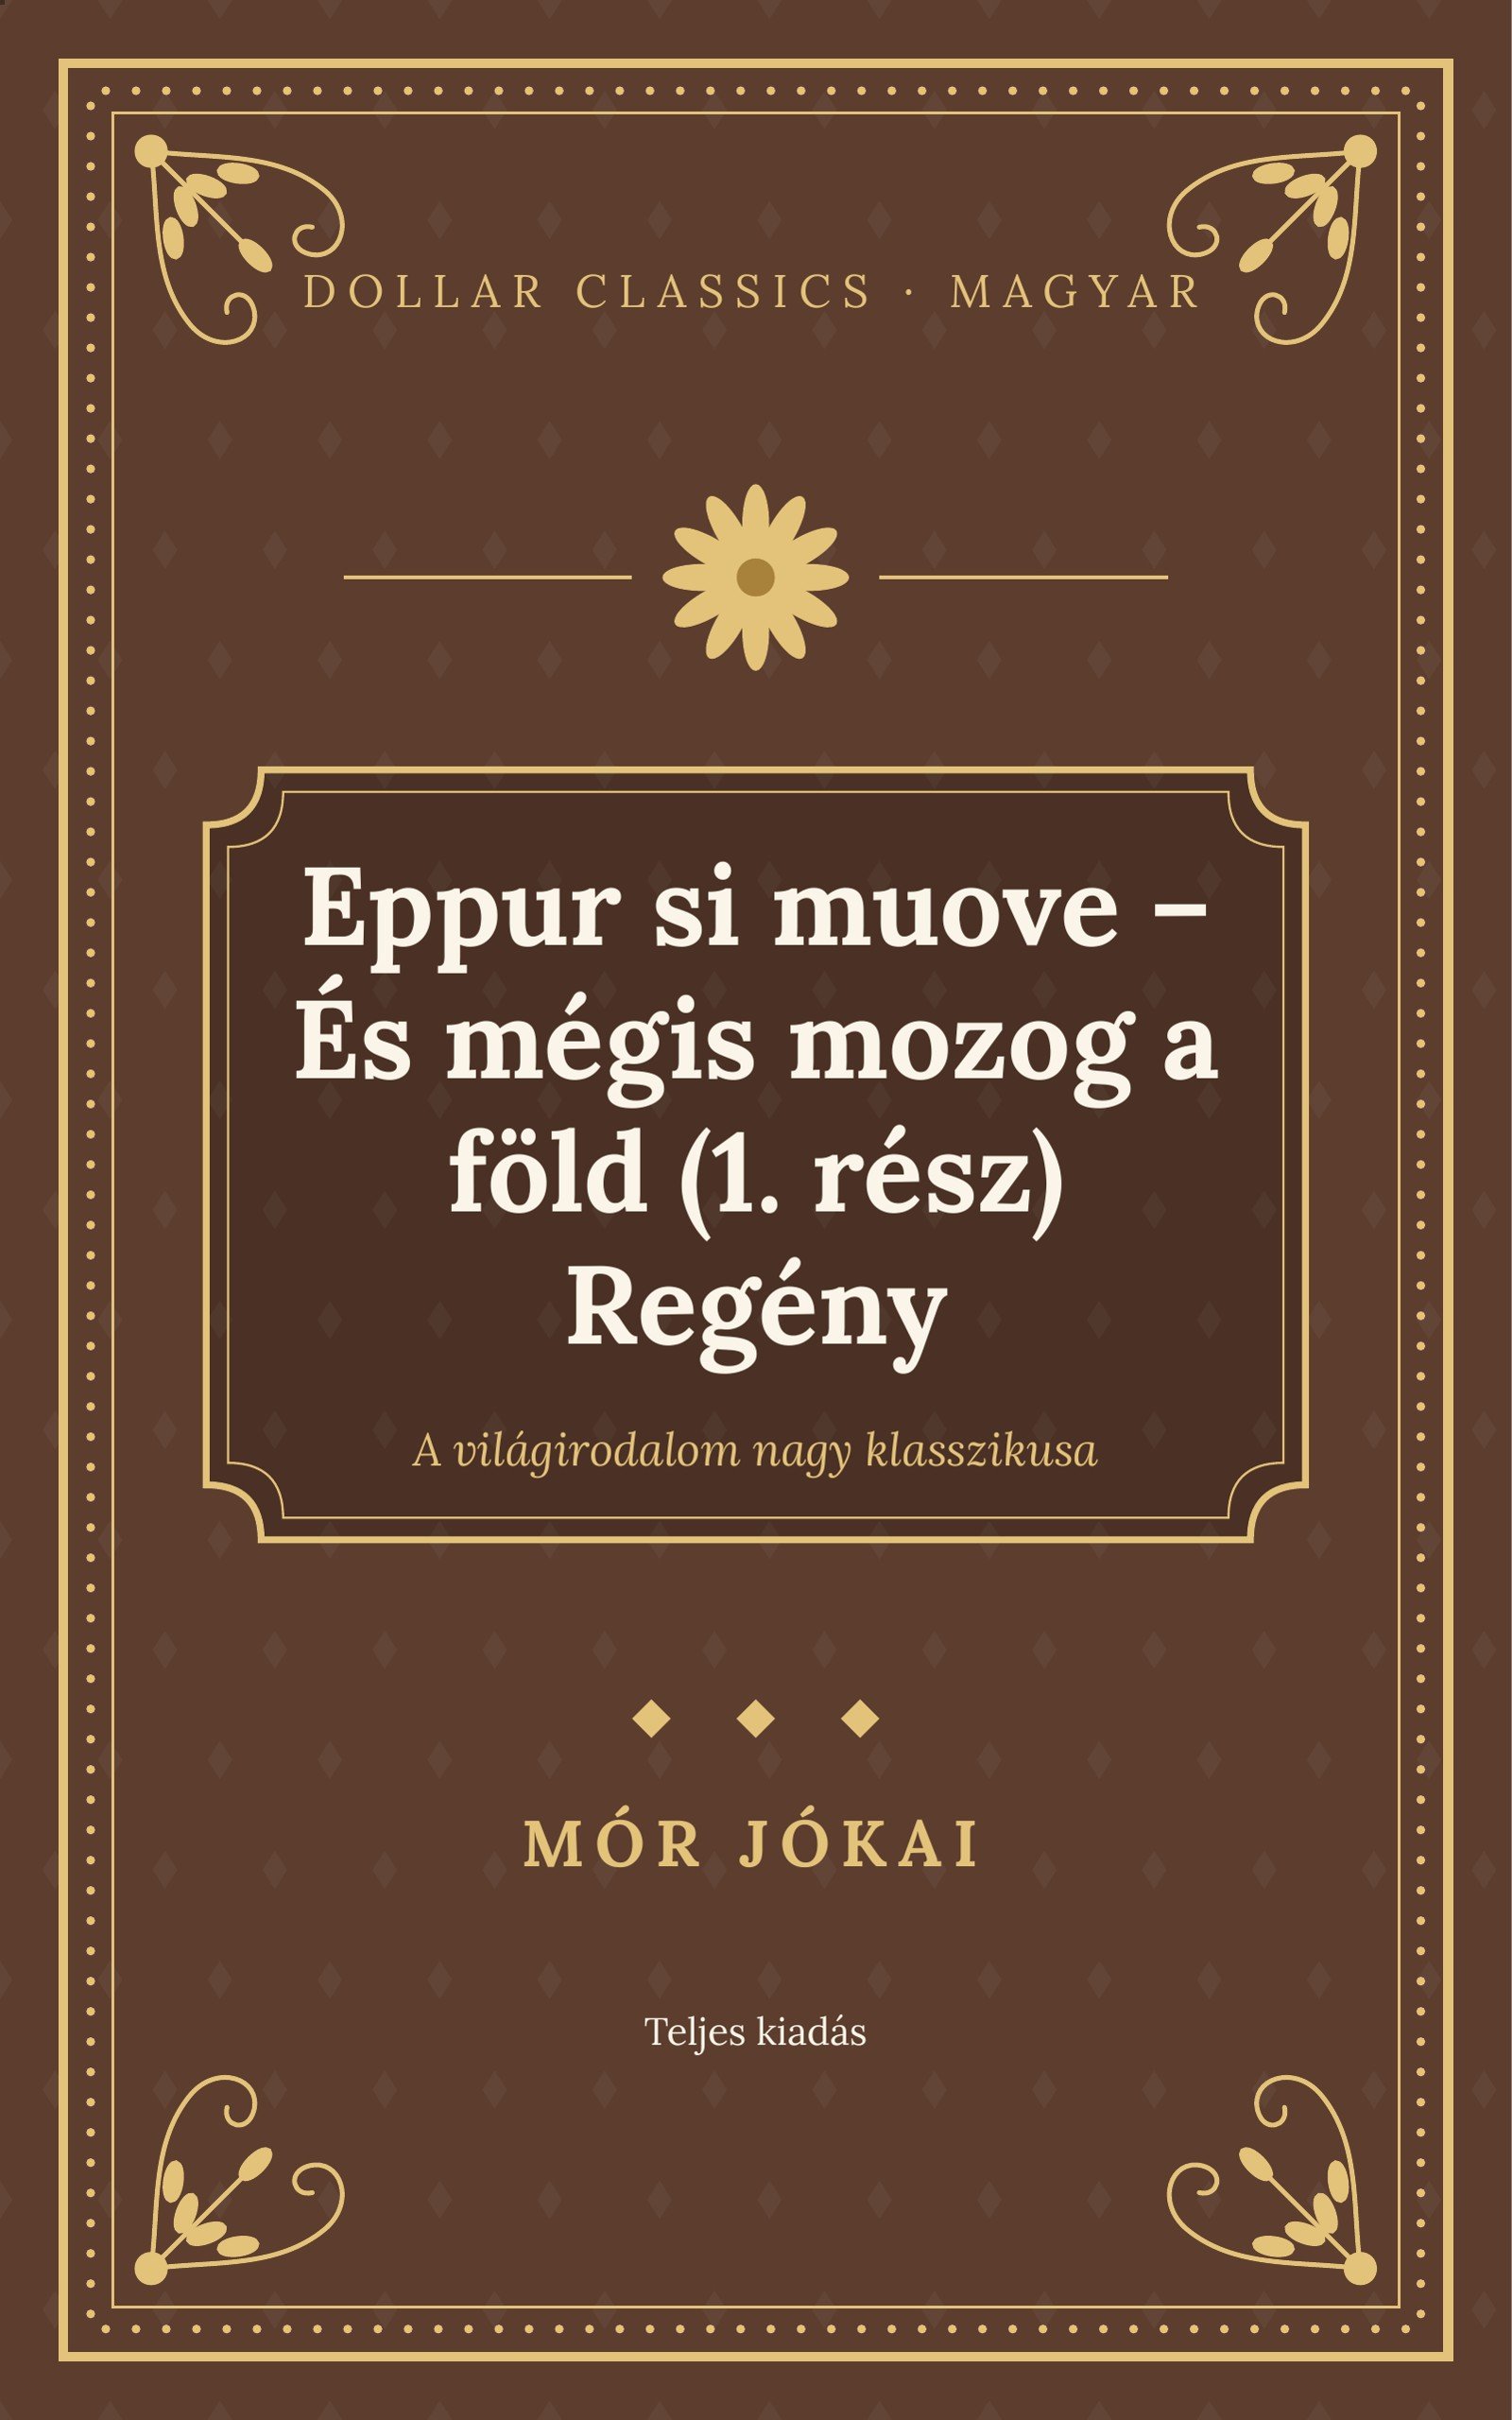 DOLLAR CLASSICS · MAGYAR
Eppur si muove –
És mégis mozog a
föld (1. rész)
Regény
A világirodalom nagy klasszikusa
MÓR JÓKAI
Teljes kiadás